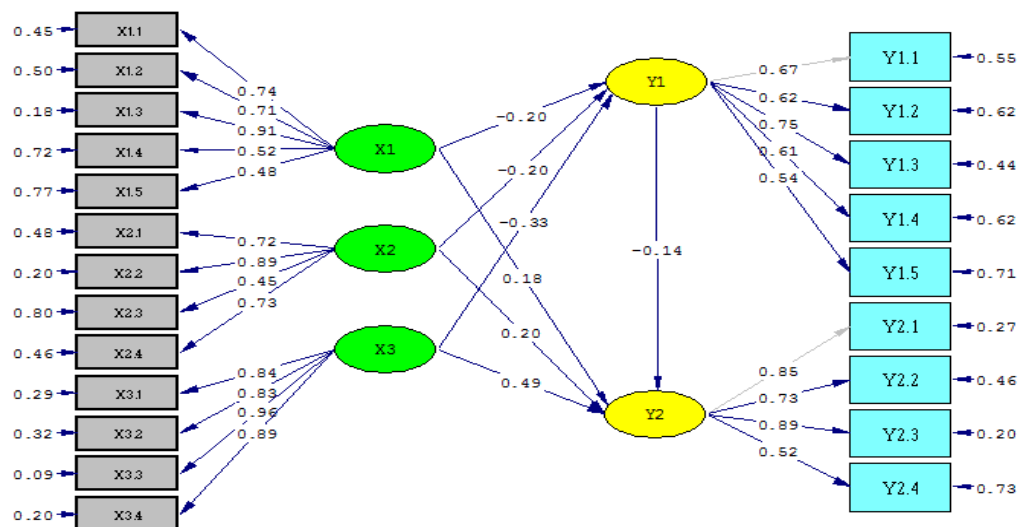 0.45 X1.1
0.50 X1.2
0.18 X1.3
0.72 X1.4
0.77 X1.5
0.48 X2.1
0.20 X2.2
0.80 X2.3
0.46 X2.4
0.29 X3.1
0.32 X3.2
0.09 X3.3
0.20 X3.4
0.74
0.71
0.91
0.52
0.48
0.72
0.89
0.45
0.73
0.84
0.83
0.96
0.89
X1
X2
X3
-0.20
-0.20
-0.33
0.18
0.20
0.49
Y1
-0.14
Y2
0.67
0.62
0.75
0.61
0.54
0.85
0.73
0.89
0.52
Y1.1 0.55
Y1.2 0.62
Y1.3 0.44
Y1.4 0.62
Y1.5 0.71
Y2.1 0.27
Y2.2 0.46
Y2.3 0.20
Y2.4 0.73